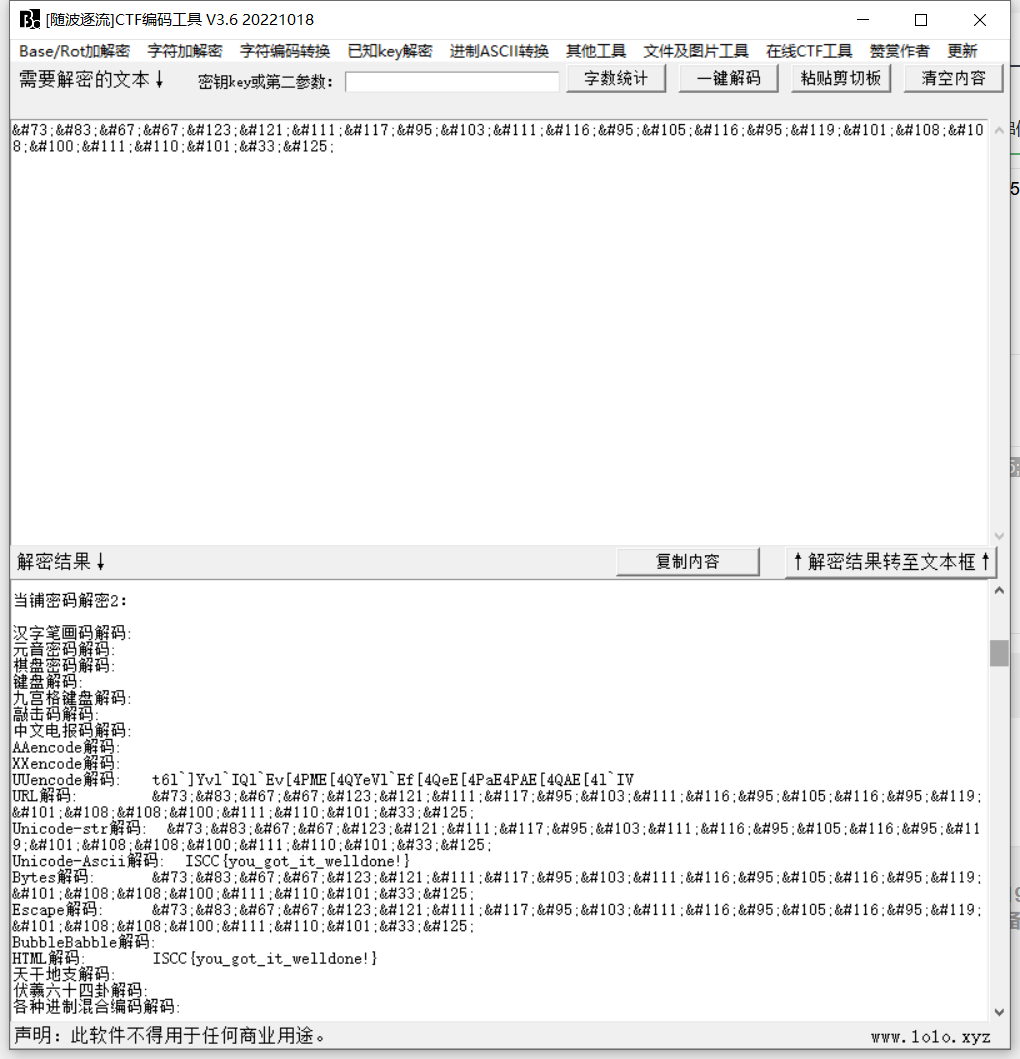 [随波逐流]CTF编码工具 V3.6 20221018
Base/Rot加解密 字符加解密 字符编码转换 已知key解密 进制ASCII转换 其他工具 文件及图片工具 在线CTF工具 赞赏作者 更新
需要解密的文本↓ 密钥key或第二参数: 字数统计 一键解码 粘贴剪切板 清空内容
&#73;&#83;&#67;&#67;&#123;&#121;&#111;&#117;&#95;&#103;&#111;&#116;&#95;&#105;&#116;&#95;&#119;&#101;&#108;&#10
8;&#100;&#111;&#110;&#101;&#33;&#125;
解密结果↓ 复制内容 ↑解密结果转至文本框↑
当铺密码解密2:
汉字笔画码解码:
元音密码解码:
棋盘密码解码:
键盘解码:
九宫格键盘解码:
敲击码解码:
中文电报码解码:
AAencode解码:
XXencode解码:
UUencode解码: t6l`]Yvl`IQl`Ev[4PME[4QYeVl`Ef[4QeE[4PaE4PAE[4QAE[4l`IV
URL解码: &#73;&#83;&#67;&#67;&#123;&#121;&#111;&#117;&#95;&#103;&#111;&#116;&#95;&#105;&#116;&#95;&#119;
&#101;&#108;&#108;&#100;&#111;&#110;&#101;&#33;&#125;
Unicode-str解码: &#73;&#83;&#67;&#67;&#123;&#121;&#111;&#117;&#95;&#103;&#111;&#116;&#95;&#105;&#116;&#95;&#11
9;&#101;&#108;&#108;&#100;&#111;&#110;&#101;&#33;&#125;
Unicode-Ascii解码: ISCC{you_got_it_welldone!}
Bytes解码: &#73;&#83;&#67;&#67;&#123;&#121;&#111;&#117;&#95;&#103;&#111;&#116;&#95;&#105;&#116;&#95;&#119;
&#101;&#108;&#108;&#100;&#111;&#110;&#101;&#33;&#125;
Escape解码: &#73;&#83;&#67;&#67;&#123;&#121;&#111;&#117;&#95;&#103;&#111;&#116;&#95;&#105;&#116;&#95;&#119;
&#101;&#108;&#108;&#100;&#111;&#110;&#101;&#33;&#125;
BubbleBabble解码:
HTML解码: ISCC{you_got_it_welldone!}
天干地支解码:
伏羲六十四卦解码:
各种进制混合编码解码:
声明: 此软件不得用于任何商业用途。 www.1o1o.xyz